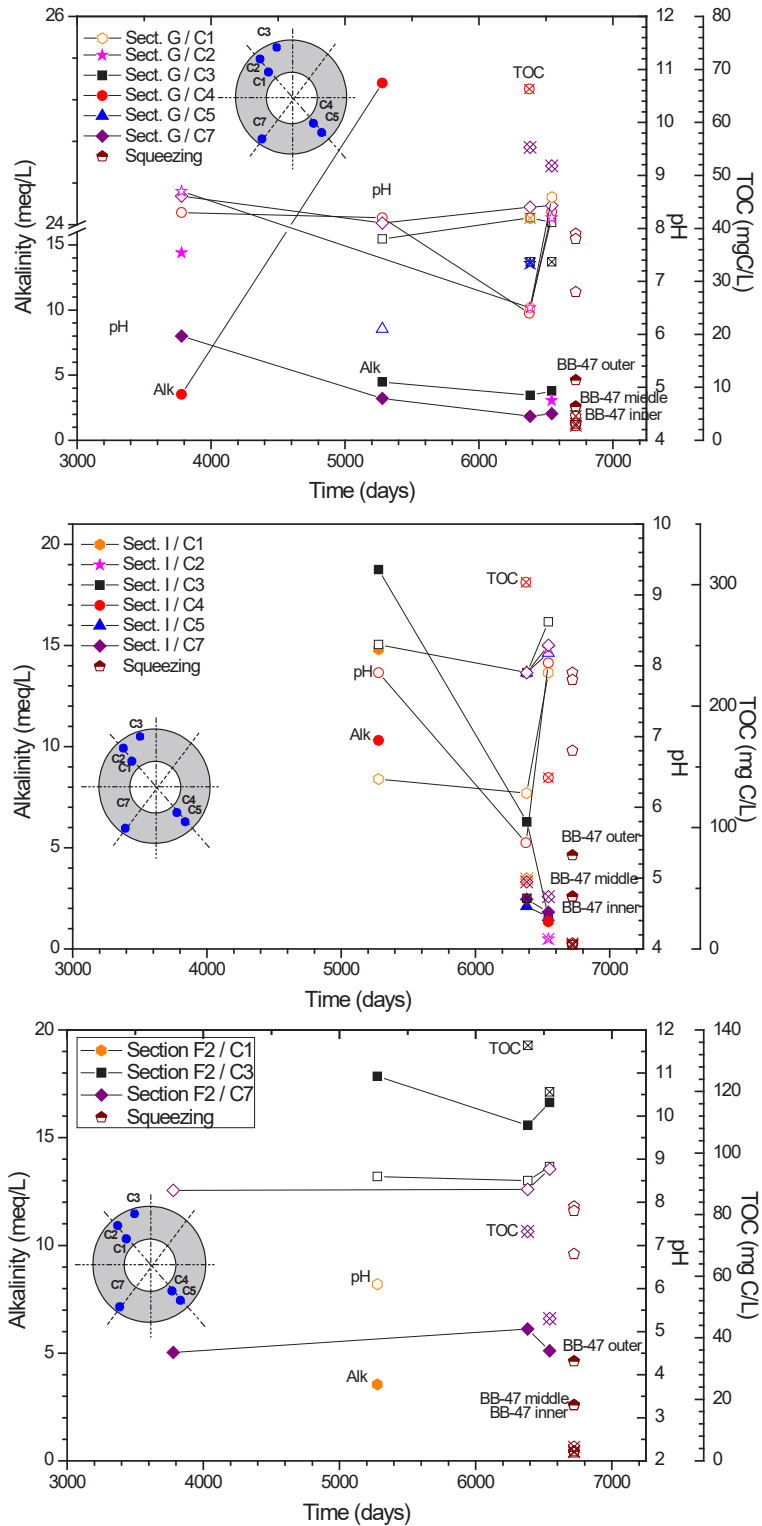 26
24
15
10
5
0
Alkalinity (meq/L)
Sect. G / C1
Sect. G / C2
Sect. G / C3
Sect. G / C4
Sect. G / C5
Sect. G / C7
Squeezing
C3
C2
C1
C4
C5
C7
TOC
pH
pH
Alk
Alk
BB-47 outer
BB-47 miedle
BB-47 inner
12
11
10
9
8
7
6
5
4
pH
80
70
60
50
40
30
20
10
0
TOC (mgC/L)
3000 4000 5000 6000 7000
Time (days)
20
15
10
5
0
Alkalinity (meq/L)
Sect. I / C1
Sect. I / C2
Sect. I / C3
Sect. I / C4
Sect. I / C5
Sect. I / C7
Squeezing
C3
C2
C1
C4
C5
C7
TOC
pH
Alk
BB-47 outer
BB-47 middle
BB-47 inner
10
9
8
7
6
5
4
pH
300
200
100
0
TOC (mg C/L)
3000 4000 5000 6000 7000
Time (days)
20
15
10
5
0
Alkalinity (meq/L)
Section F2 / C1
Section F2 / C3
Section F2 / C7
Squeezing
C3
C2
C1
C4
C5
C7
TOC
TOC
pH
Alk
BB-47 outer
BB-47 middle
BB-47 inner
12
11
10
9
8
7
6
5
4
3
2
pH
140
120
100
80
60
40
20
0
TOC (mg C/L)
3000 4000 5000 6000 7000
Time (days)